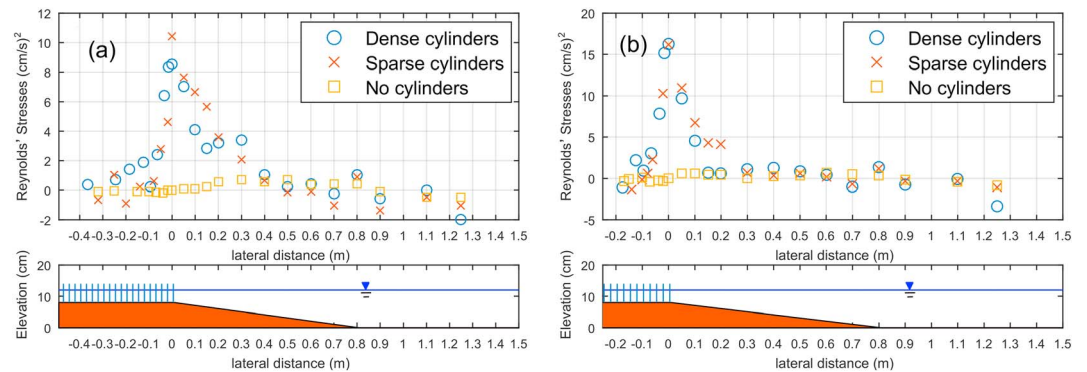 12
10
8
6
4
2
0
-2
(a)
Dense cylinders
Sparse cylinders
No cylinders
Reynolds' Stresses (cm/s)²
-0.4 -0.3 -0.2 -0.1 0 0.1 0.2 0.3 0.4 0.5 0.6 0.7 0.8 0.9 1 1.1 1.2 1.3 1.4 1.5
lateral distance (m)
20
10
0
Elevation (cm)
-0.4 -0.3 -0.2 -0.1 0 0.1 0.2 0.3 0.4 0.5 0.6 0.7 0.8 0.9 1 1.1 1.2 1.3 1.4 1.5
lateral distance (m)
20
15
10
5
0
-5
(b)
Dense cylinders
Sparse cylinders
No cylinders
Reynolds' Stresses (cm/s)²
-0.2 -0.1 0 0.1 0.2 0.3 0.4 0.5 0.6 0.7 0.8 0.9 1 1.1 1.2 1.3 1.4 1.5
lateral distance (m)
20
10
0
Elevation (cm)
-0.2 -0.1 0 0.1 0.2 0.3 0.4 0.5 0.6 0.7 0.8 0.9 1 1.1 1.2 1.3 1.4 1.5
lateral distance (m)